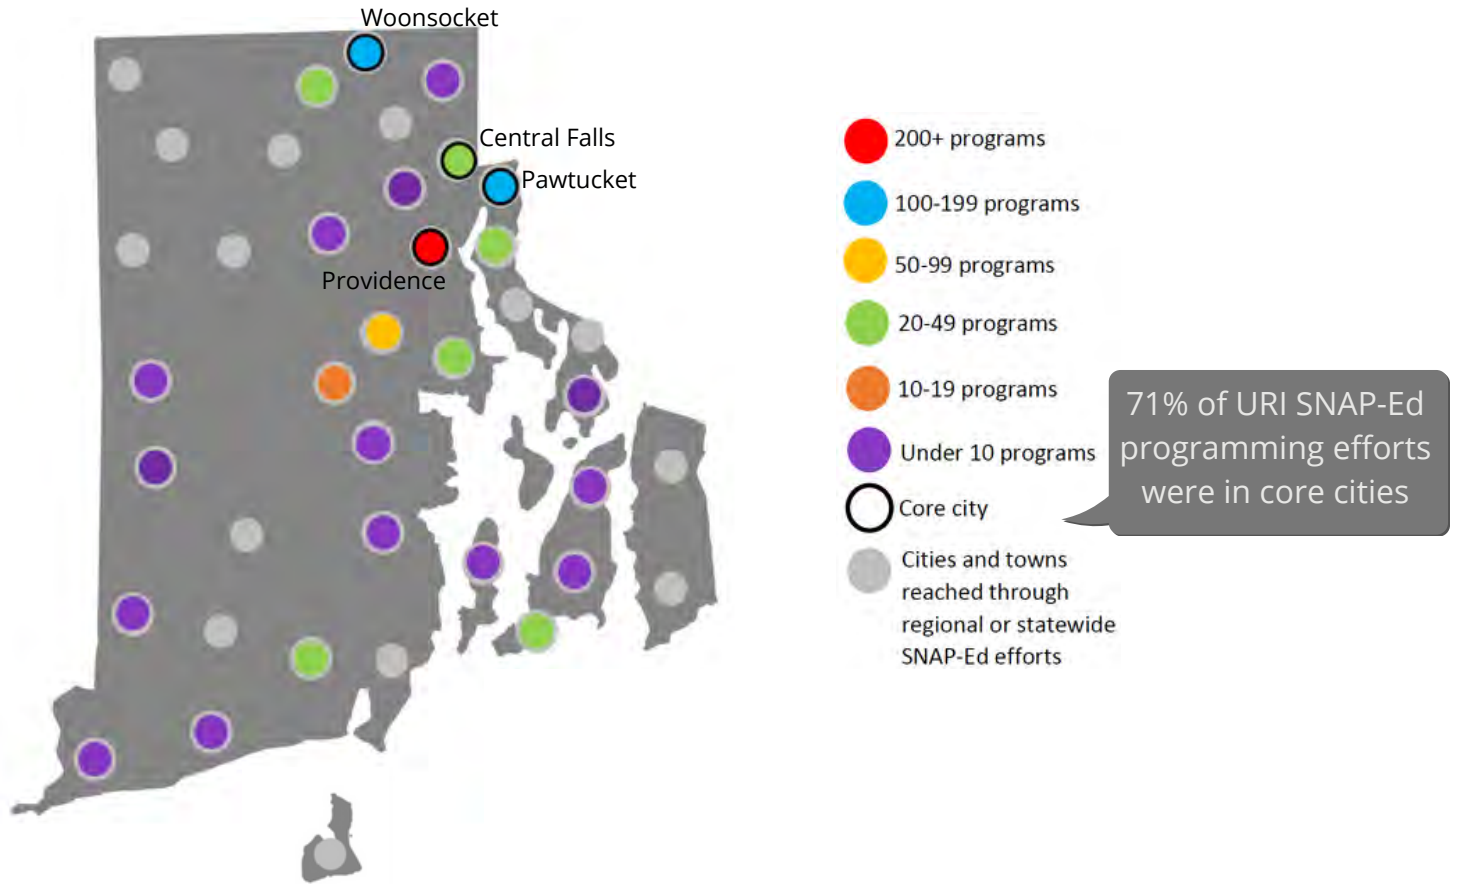 Woonsocket
Central Falls
Pawtucket
Providence
200+ programs
100-199 programs
50-99 programs
20-49 programs
10-19 programs
Under 10 programs
Core city
Cities and towns
reached through
regional or statewide
SNAP-Ed efforts
71% of URI SNAP-Ed
programming efforts
were in core cities